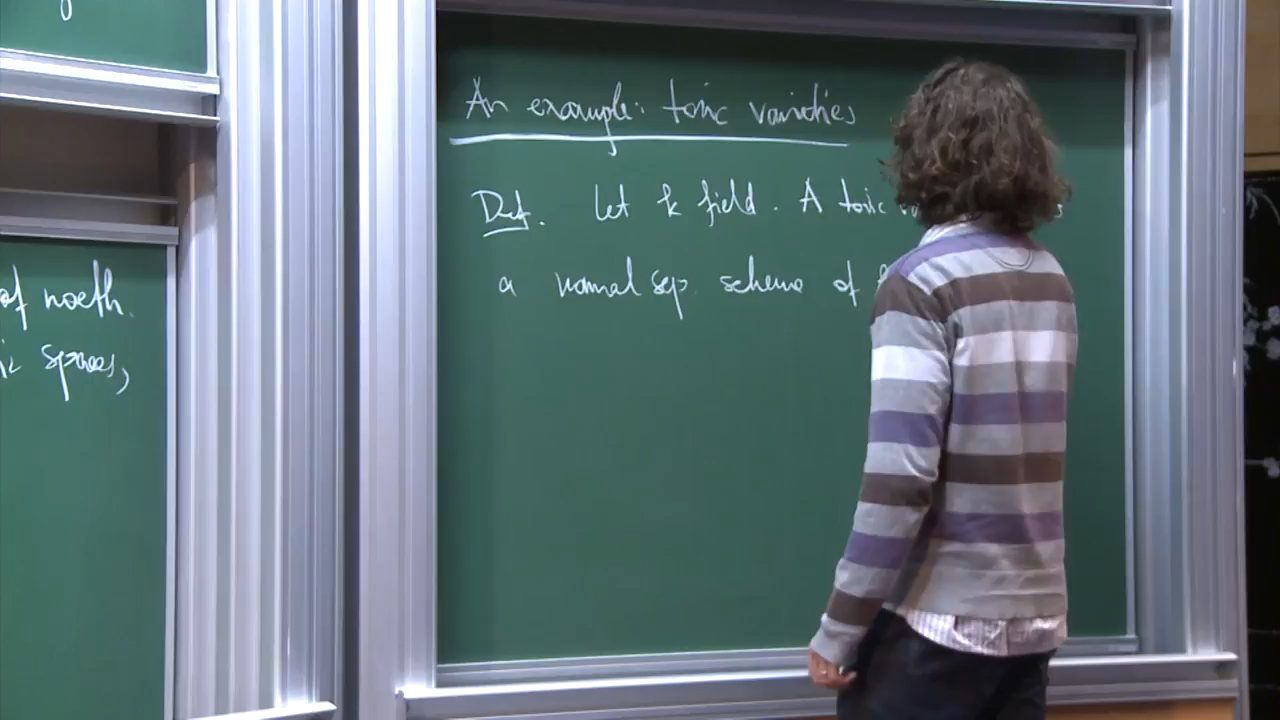 of noeth.
spaces,
An example: toric varieties
Def. Let k field. A toric
a normal sep. scheme of